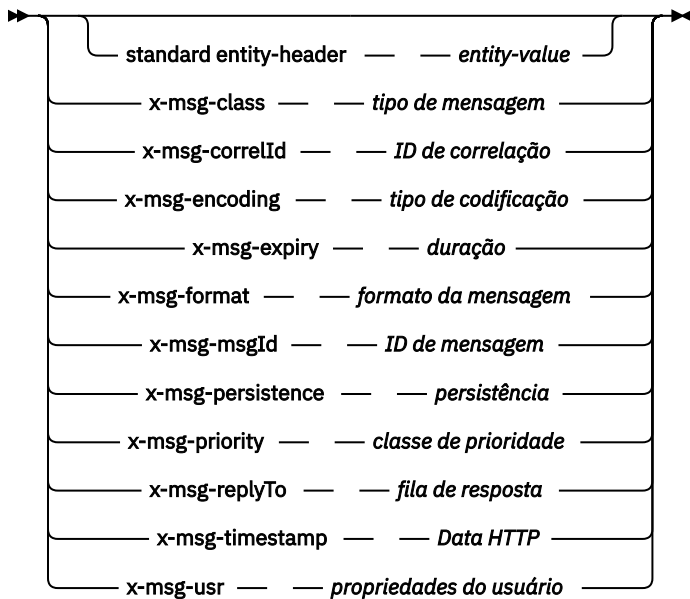 standard entity-header — — entity-value
x-msg-class — — tipo de mensagem
x-msg-correlId — — ID de correlação
x-msg-encoding — — tipo de codificação
x-msg-expiry — — duração
x-msg-format — — formato da mensagem
x-msg-msgId — — ID de mensagem
x-msg-persistence — — persistência
x-msg-priority — — classe de prioridade
x-msg-replyTo — — fila de resposta
x-msg-timestamp — — Data HTTP
x-msg-usr — — propriedades do usuário